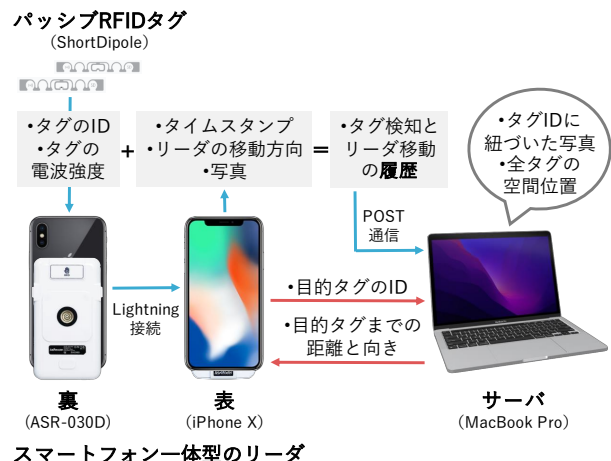 パッシブRFIDタグ
(ShortDipole)
•タグのID
•タグの
電波強度
+
•タイムスタンプ
•リーダの移動方向
•写真
=
•タグ検知と
リーダ移動
の履歴
•タグIDに
紐づいた写真
•全タグの
空間位置
POST
通信
Lightning
接続
•目的タグのID
•目的タグまでの
距離と向き
裏
(ASR-030D)
表
(iPhone X)
サーバ
(MacBook Pro)
スマートフォン一体型のリーダ